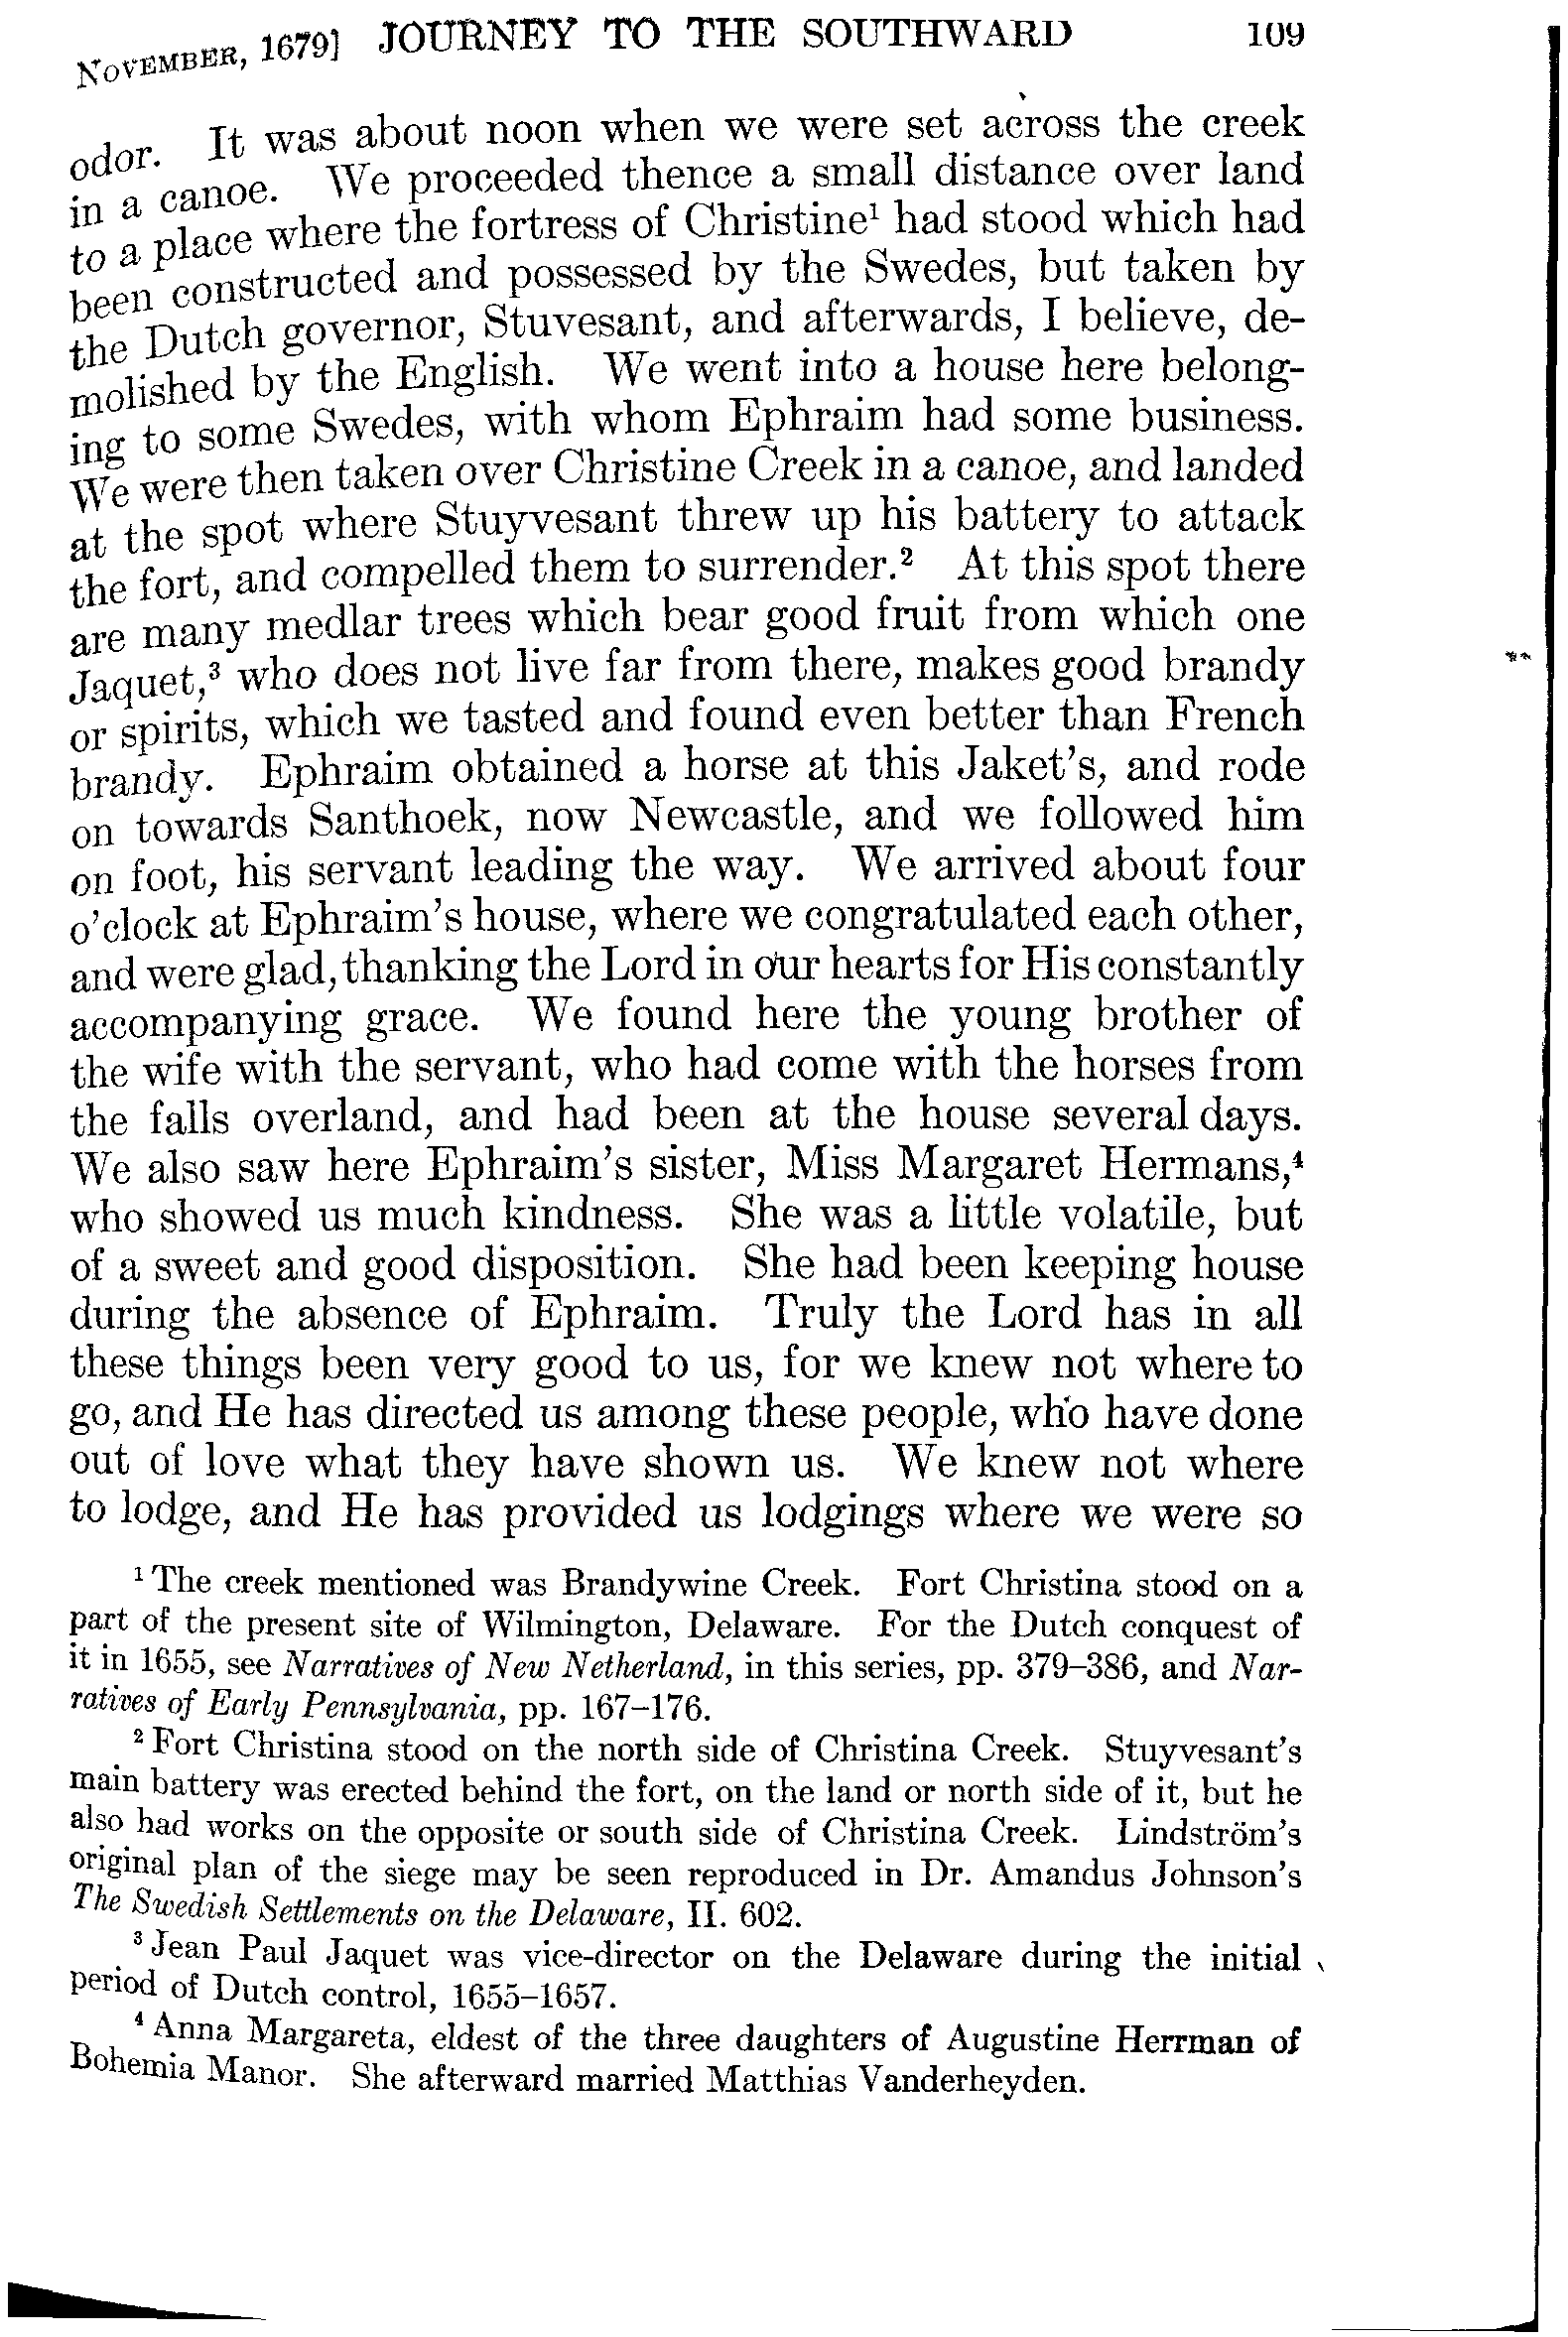 NOVEMBER, 1679] JOURNEY TO THE SOUTHWARD 109
odor. It was about noon when we were set across the creek
in a canoe. We proceeded thence a small distance over land
to a place where the fortress of Christine¹ had stood which had
been constructed and possessed by the Swedes, but taken by
the Dutch governor, Stuvesant, and afterwards, I believe, de-
molished by the English. We went into a house here belong-
ing to some Swedes, with whom Ephraim had some business.
We were then taken over Christine Creek in a canoe, and landed
at the spot where Stuyvesant threw up his battery to attack
the fort, and compelled them to surrender.² At this spot there
are many medlar trees which bear good fruit from which one
Jaquet,³ who does not live far from there, makes good brandy
or spirits, which we tasted and found even better than French
brandy. Ephraim obtained a horse at this Jaket's, and rode
on towards Santhoek, now Newcastle, and we followed him
on foot, his servant leading the way. We arrived about four
o'clock at Ephraim's house, where we congratulated each other,
and were glad, thanking the Lord in our hearts for His constantly
accompanying grace. We found here the young brother of
the wife with the servant, who had come with the horses from
the falls overland, and had been at the house several days.
We also saw here Ephraim's sister, Miss Margaret Hermans,⁴
who showed us much kindness. She was a little volatile, but
of a sweet and good disposition. She had been keeping house
during the absence of Ephraim. Truly the Lord has in all
these things been very good to us, for we knew not where to
go, and He has directed us among these people, who have done
out of love what they have shown us. We knew not where
to lodge, and He has provided us lodgings where we were so
¹ The creek mentioned was Brandywine Creek. Fort Christina stood on a
part of the present site of Wilmington, Delaware. For the Dutch conquest of
it in 1655, see Narratives of New Netherland, in this series, pp. 379–386, and Nar-
ratives of Early Pennsylvania, pp. 167–176.
² Fort Christina stood on the north side of Christina Creek. Stuyvesant's
main battery was erected behind the fort, on the land or north side of it, but he
also had works on the opposite or south side of Christina Creek. Lindström's
original plan of the siege may be seen reproduced in Dr. Amandus Johnson's
The Swedish Settlements on the Delaware, II. 602.
³ Jean Paul Jaquet was vice-director on the Delaware during the initial
period of Dutch control, 1655–1657.
⁴ Anna Margareta, eldest of the three daughters of Augustine Herrman of
Bohemia Manor. She afterward married Matthias Vanderheyden.